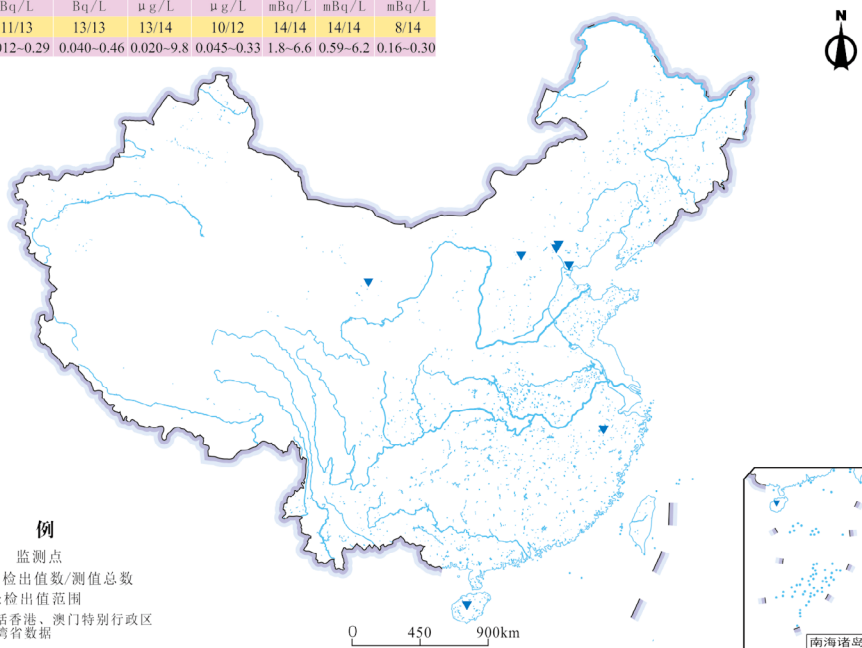 Bq/L Bq/L μg/L μg/L mBq/L mBq/L mBq/L
11/13 13/13 13/14 10/12 14/14 14/14 8/14
012~0.29 0.040~0.46 0.020~9.8 0.045~0.33 1.8~6.6 0.59~6.2 0.16~0.30
N
例
监测点
检出值数/测值总数
检出值范围
括香港、澳门特别行政区
湾省数据
0 450 900km
南海诸岛